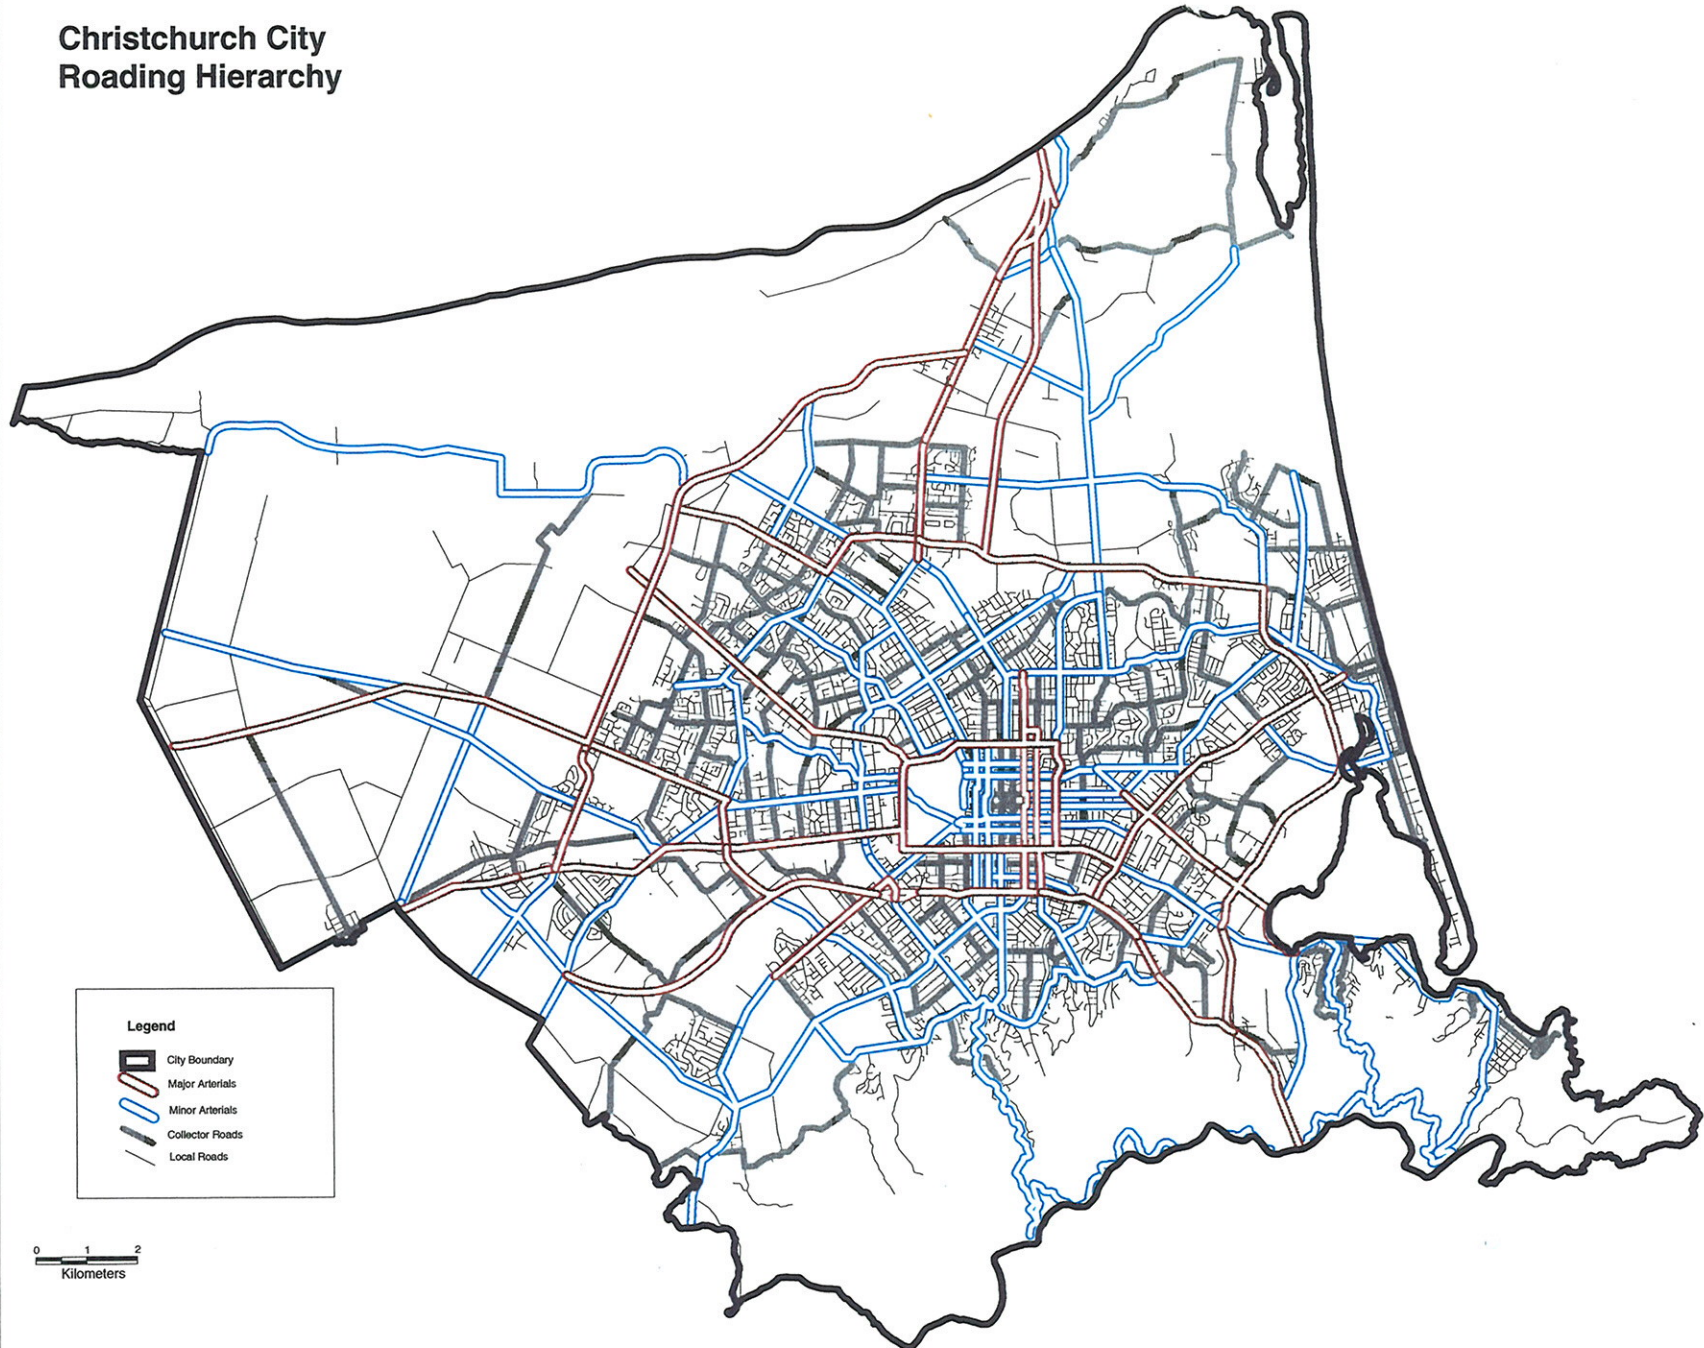 Christchurch City
Roading Hierarchy
Legend
City Boundary
Major Arterials
Minor Arterials
Collector Roads
Local Roads
0 1 2
Kilometers